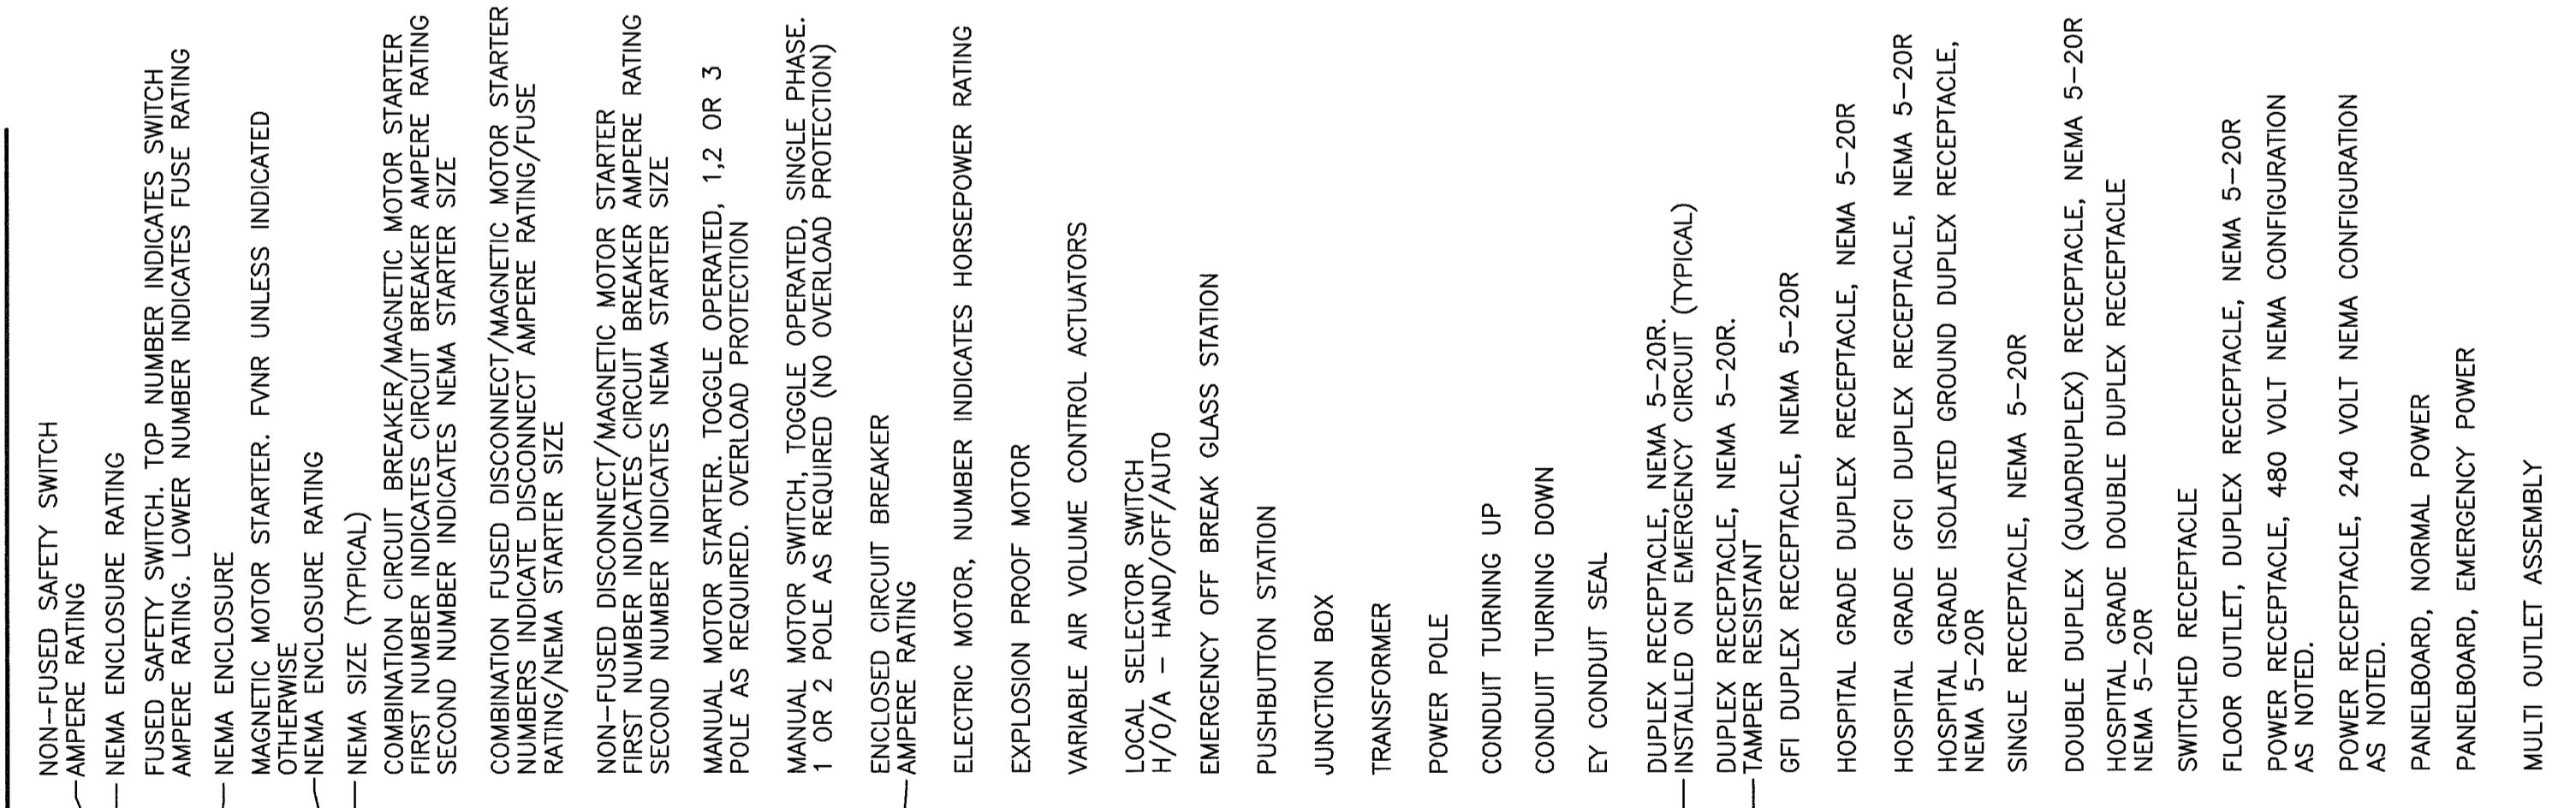 NON-FUSED SAFETY SWITCH
AMPERE RATING
NEMA ENCLOSURE RATING
FUSED SAFETY SWITCH. TOP NUMBER INDICATES SWITCH
AMPERE RATING. LOWER NUMBER INDICATES FUSE RATING
NEMA ENCLOSURE
MAGNETIC MOTOR STARTER. FVNR UNLESS INDICATED
OTHERWISE
NEMA ENCLOSURE RATING
NEMA SIZE (TYPICAL)
COMBINATION CIRCUIT BREAKER/MAGNETIC MOTOR STARTER
FIRST NUMBER INDICATES CIRCUIT BREAKER AMPERE RATING
SECOND NUMBER INDICATES NEMA STARTER SIZE
COMBINATION FUSED DISCONNECT/MAGNETIC MOTOR STARTER
NUMBERS INDICATE DISCONNECT AMPERE RATING/FUSE
RATING/NEMA STARTER SIZE
NON-FUSED DISCONNECT/MAGNETIC MOTOR STARTER
FIRST NUMBER INDICATES CIRCUIT BREAKER AMPERE RATING
SECOND NUMBER INDICATES NEMA STARTER SIZE
MANUAL MOTOR STARTER. TOGGLE OPERATED, 1,2 OR 3
POLE AS REQUIRED. OVERLOAD PROTECTION
MANUAL MOTOR SWITCH, TOGGLE OPERATED, SINGLE PHASE.
1 OR 2 POLE AS REQUIRED (NO OVERLOAD PROTECTION)
ENCLOSED CIRCUIT BREAKER
AMPERE RATING
ELECTRIC MOTOR, NUMBER INDICATES HORSEPOWER RATING
EXPLOSION PROOF MOTOR
VARIABLE AIR VOLUME CONTROL ACTUATORS
LOCAL SELECTOR SWITCH
H/O/A - HAND/OFF/AUTO
EMERGENCY OFF BREAK GLASS STATION
PUSHBUTTON STATION
JUNCTION BOX
TRANSFORMER
POWER POLE
CONDUIT TURNING UP
CONDUIT TURNING DOWN
EY CONDUIT SEAL
DUPLEX RECEPTACLE, NEMA 5-20R.
INSTALLED ON EMERGENCY CIRCUIT (TYPICAL)
DUPLEX RECEPTACLE, NEMA 5-20R.
TAMPER RESISTANT
GFI DUPLEX RECEPTACLE, NEMA 5-20R
HOSPITAL GRADE DUPLEX RECEPTACLE, NEMA 5-20R
HOSPITAL GRADE GFCI DUPLEX RECEPTACLE, NEMA 5-20R
HOSPITAL GRADE ISOLATED GROUND DUPLEX RECEPTACLE,
NEMA 5-20R
SINGLE RECEPTACLE, NEMA 5-20R
DOUBLE DUPLEX (QUADRUPLEX) RECEPTACLE, NEMA 5-20R
HOSPITAL GRADE DOUBLE DUPLEX RECEPTACLE
NEMA 5-20R
SWITCHED RECEPTACLE
FLOOR OUTLET, DUPLEX RECEPTACLE, NEMA 5-20R
POWER RECEPTACLE, 480 VOLT NEMA CONFIGURATION
AS NOTED.
POWER RECEPTACLE, 240 VOLT NEMA CONFIGURATION
AS NOTED.
PANELBOARD, NORMAL POWER
PANELBOARD, EMERGENCY POWER
MULTI OUTLET ASSEMBLY